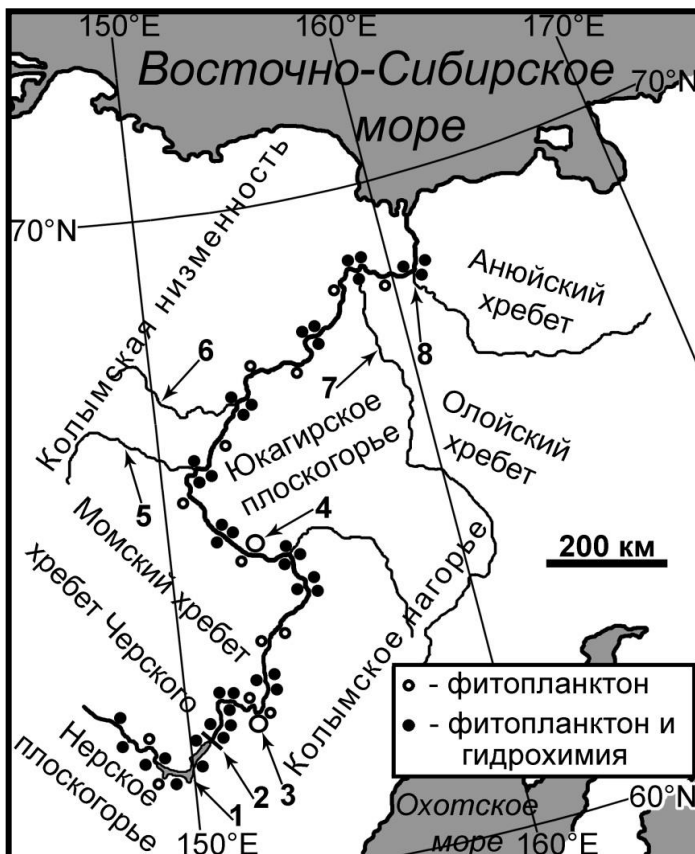 150°E
160°E
170°E
Восточно-Сибирское
море
70°N
70°N
Колымская низменность
Анюйский
хребет
6
7
8
Юкагирское
плоскогорье
Олойский
хребет
5
4
200 км
Момский хребет
хребет Черского
Колымское нагорье
Нерское
плоскогорье
- фитопланктон
- фитопланктон и
гидрохимия
1
2
3
Охотское
море
60°N
150°E
160°E